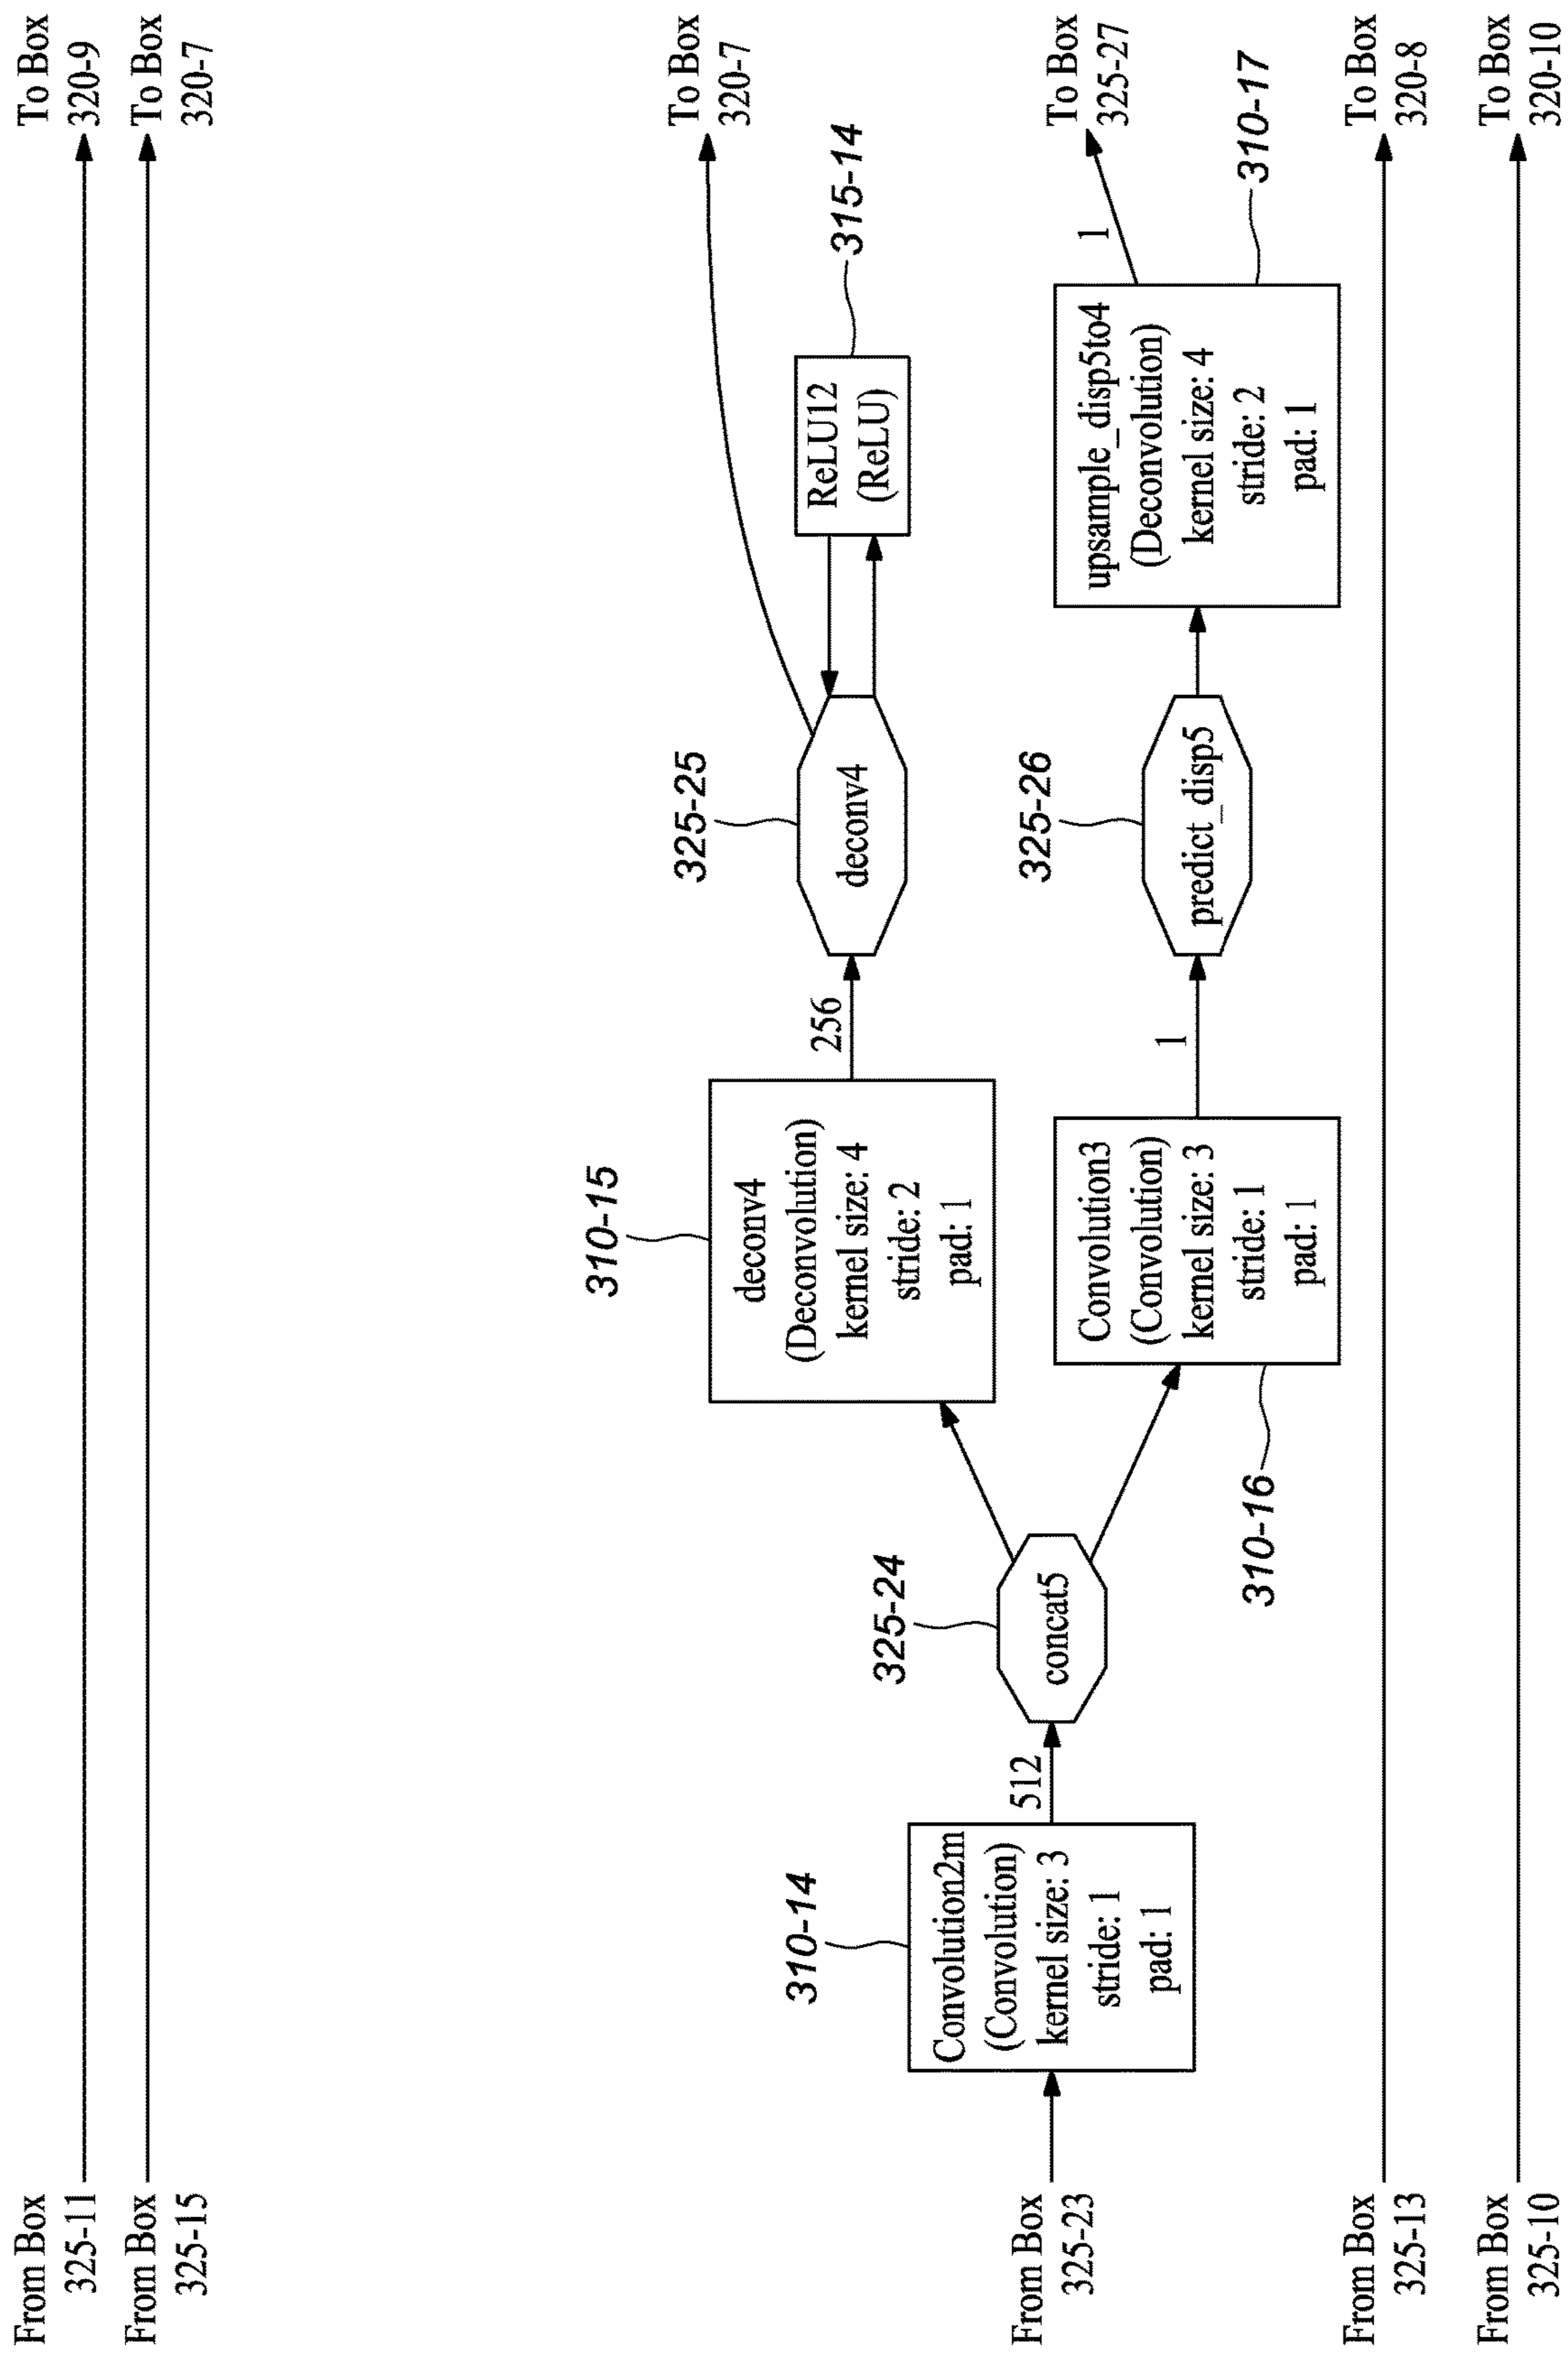 From Box
325-11
To Box
320-9
From Box
325-15
To Box
320-7
To Box
320-7
310-15
325-25
315-14
deconv4
(Deconvolution)
kernel size: 4
stride: 2
pad: 1
256
deconv4
ReLU12
(ReLU)
310-14
325-24
325-26
From Box
325-23
Convolution2m
(Convolution)
kernel size: 3
stride: 1
pad: 1
512
concat5
310-16
Convolution3
(Convolution)
kernel size: 3
stride: 1
pad: 1
1
predict_disp5
upsample_disp5to4
(Deconvolution)
kernel size: 4
stride: 2
pad: 1
310-17
1
To Box
325-27
From Box
325-13
To Box
320-8
From Box
325-10
To Box
320-10